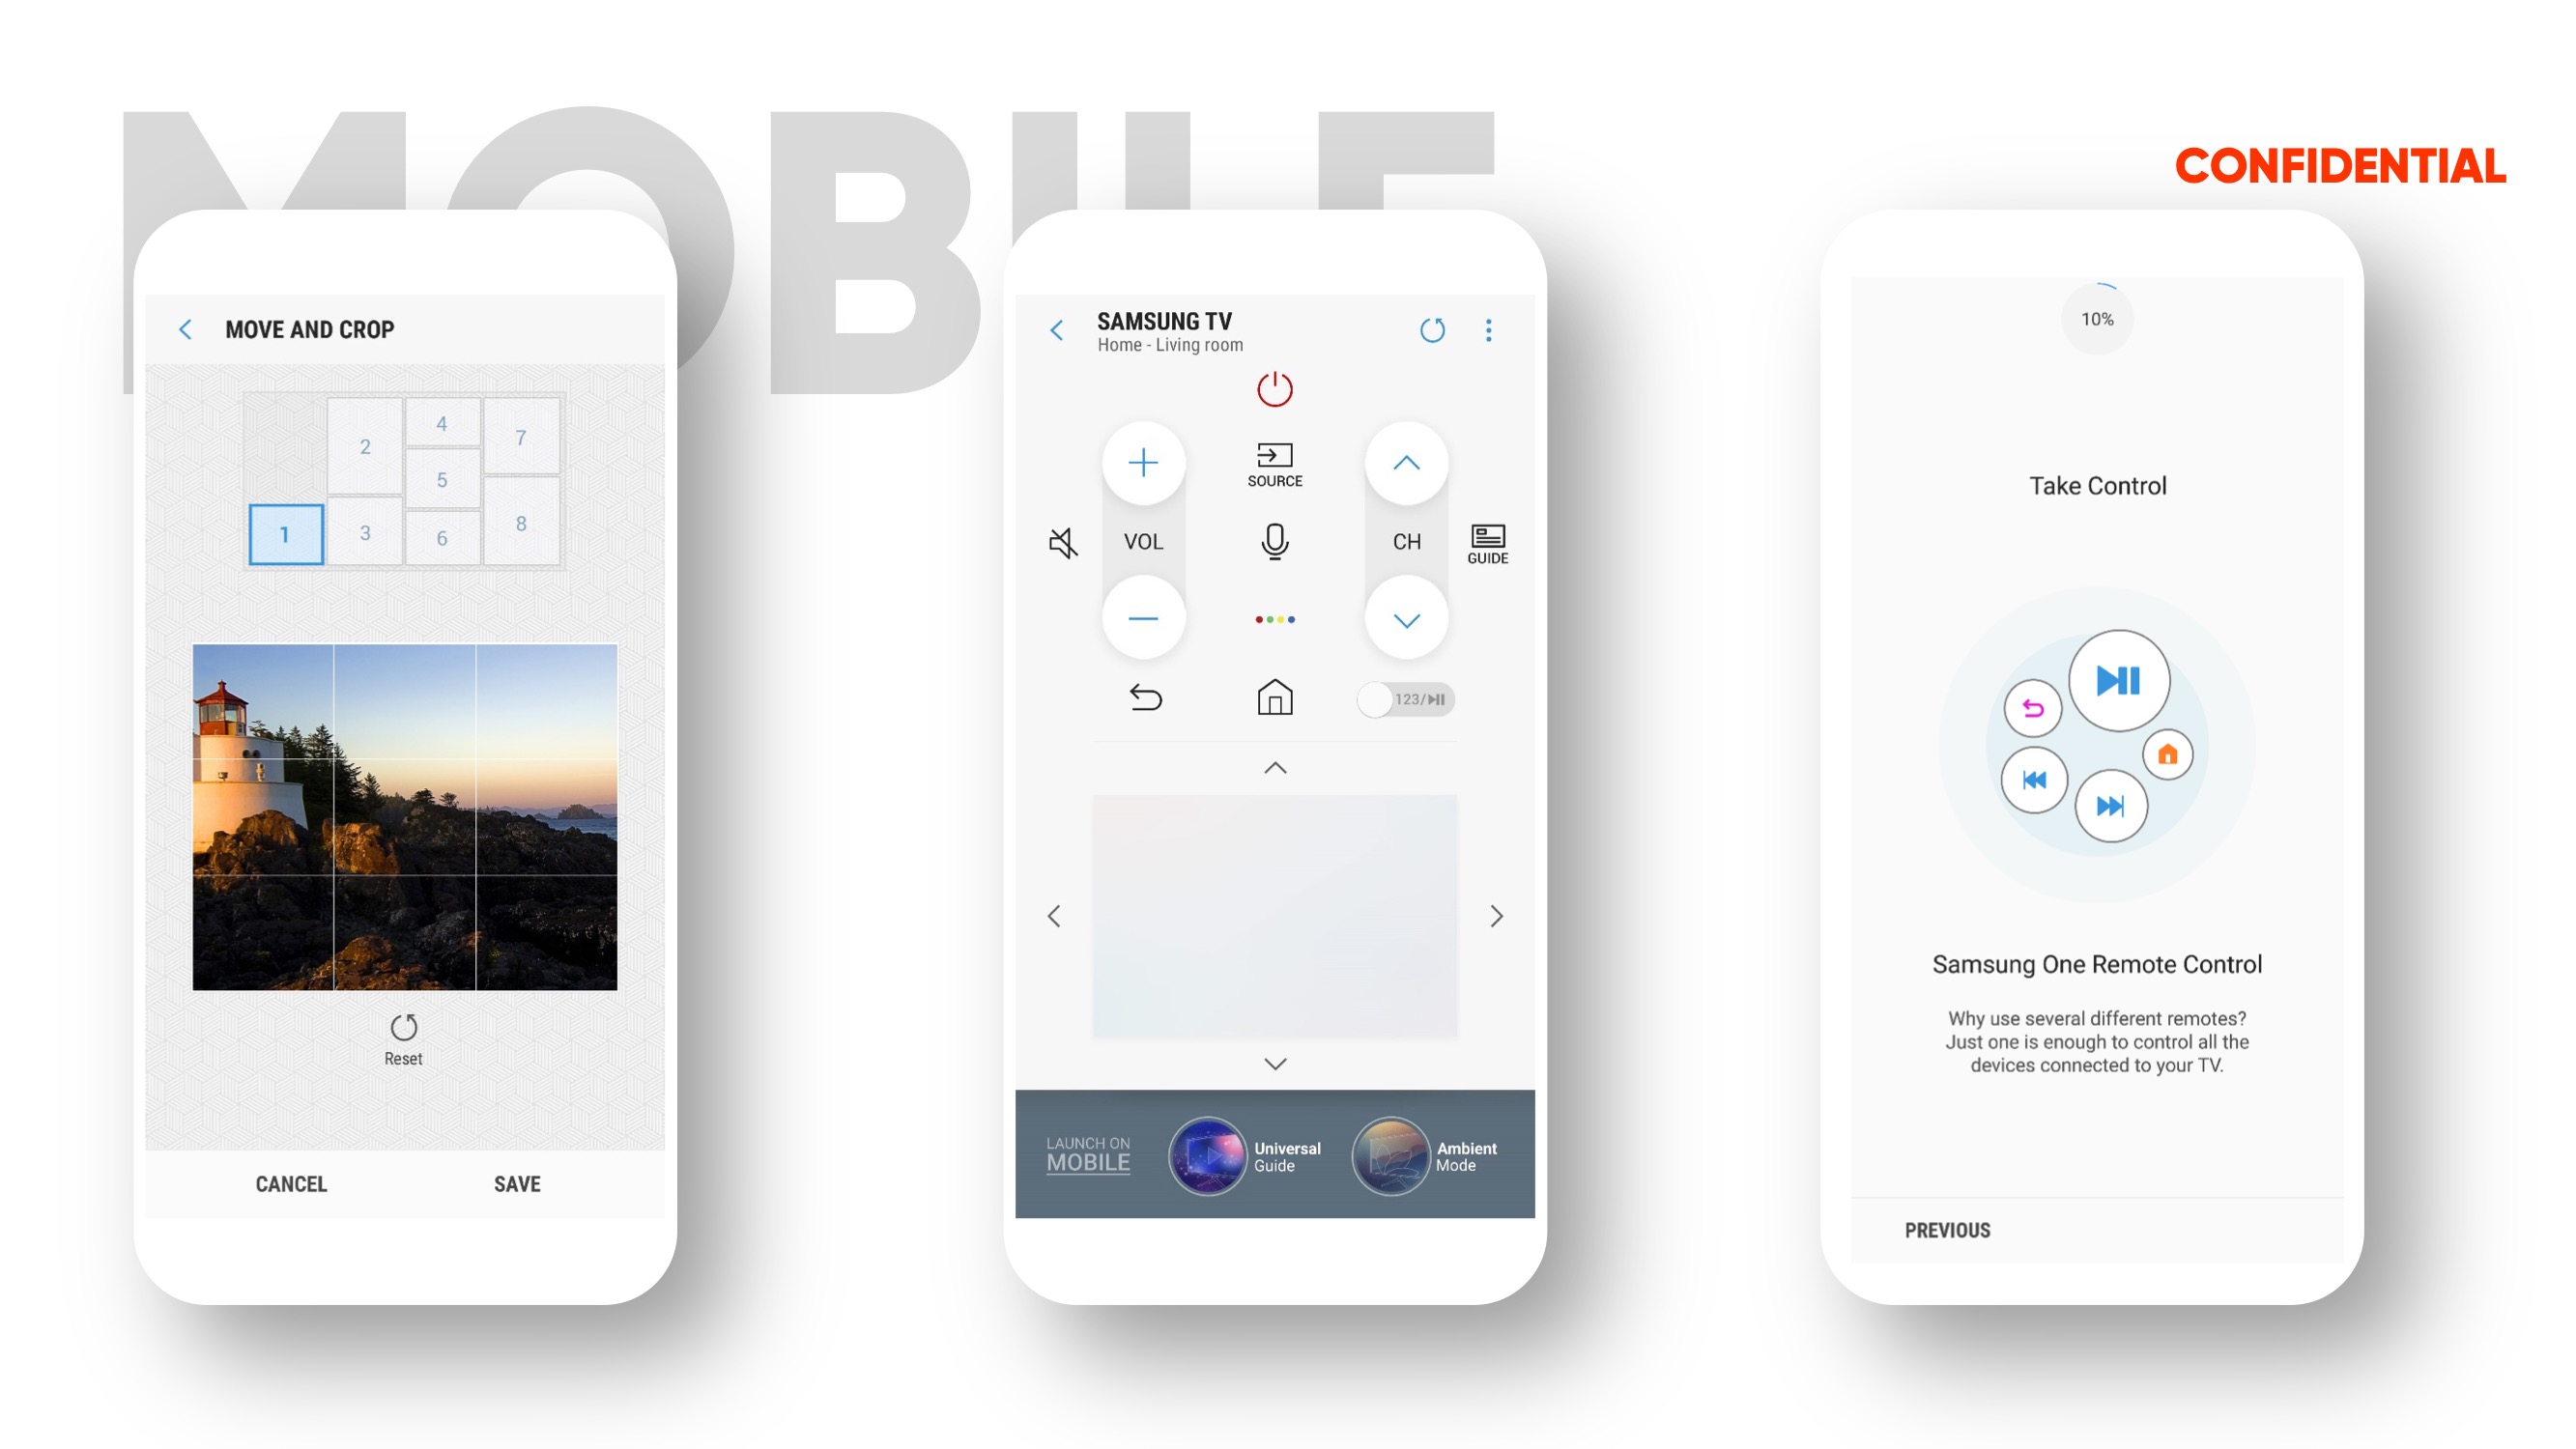 MOBILE
CONFIDENTIAL
MOVE AND CROP
1
2
3
4
5
6
7
8
Reset
CANCEL
SAVE
SAMSUNG TV
Home - Living room
SOURCE
VOL
CH
GUIDE
123/
LAUNCH ON
MOBILE
Universal
Guide
Ambient
Mode
10%
Take Control
Samsung One Remote Control
Why use several different remotes?
Just one is enough to control all the
devices connected to your TV.
PREVIOUS